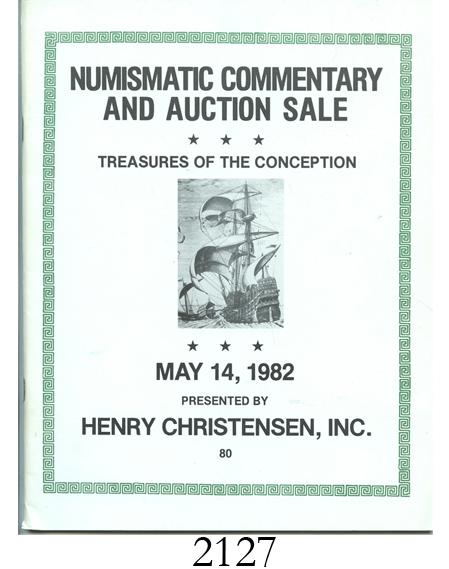 NUMISMATIC COMMENTARY
AND AUCTION SALE
★ ★ ★
TREASURES OF THE CONCEPTION
★ ★ ★
MAY 14, 1982
PRESENTED BY
HENRY CHRISTENSEN, INC.
80
2127